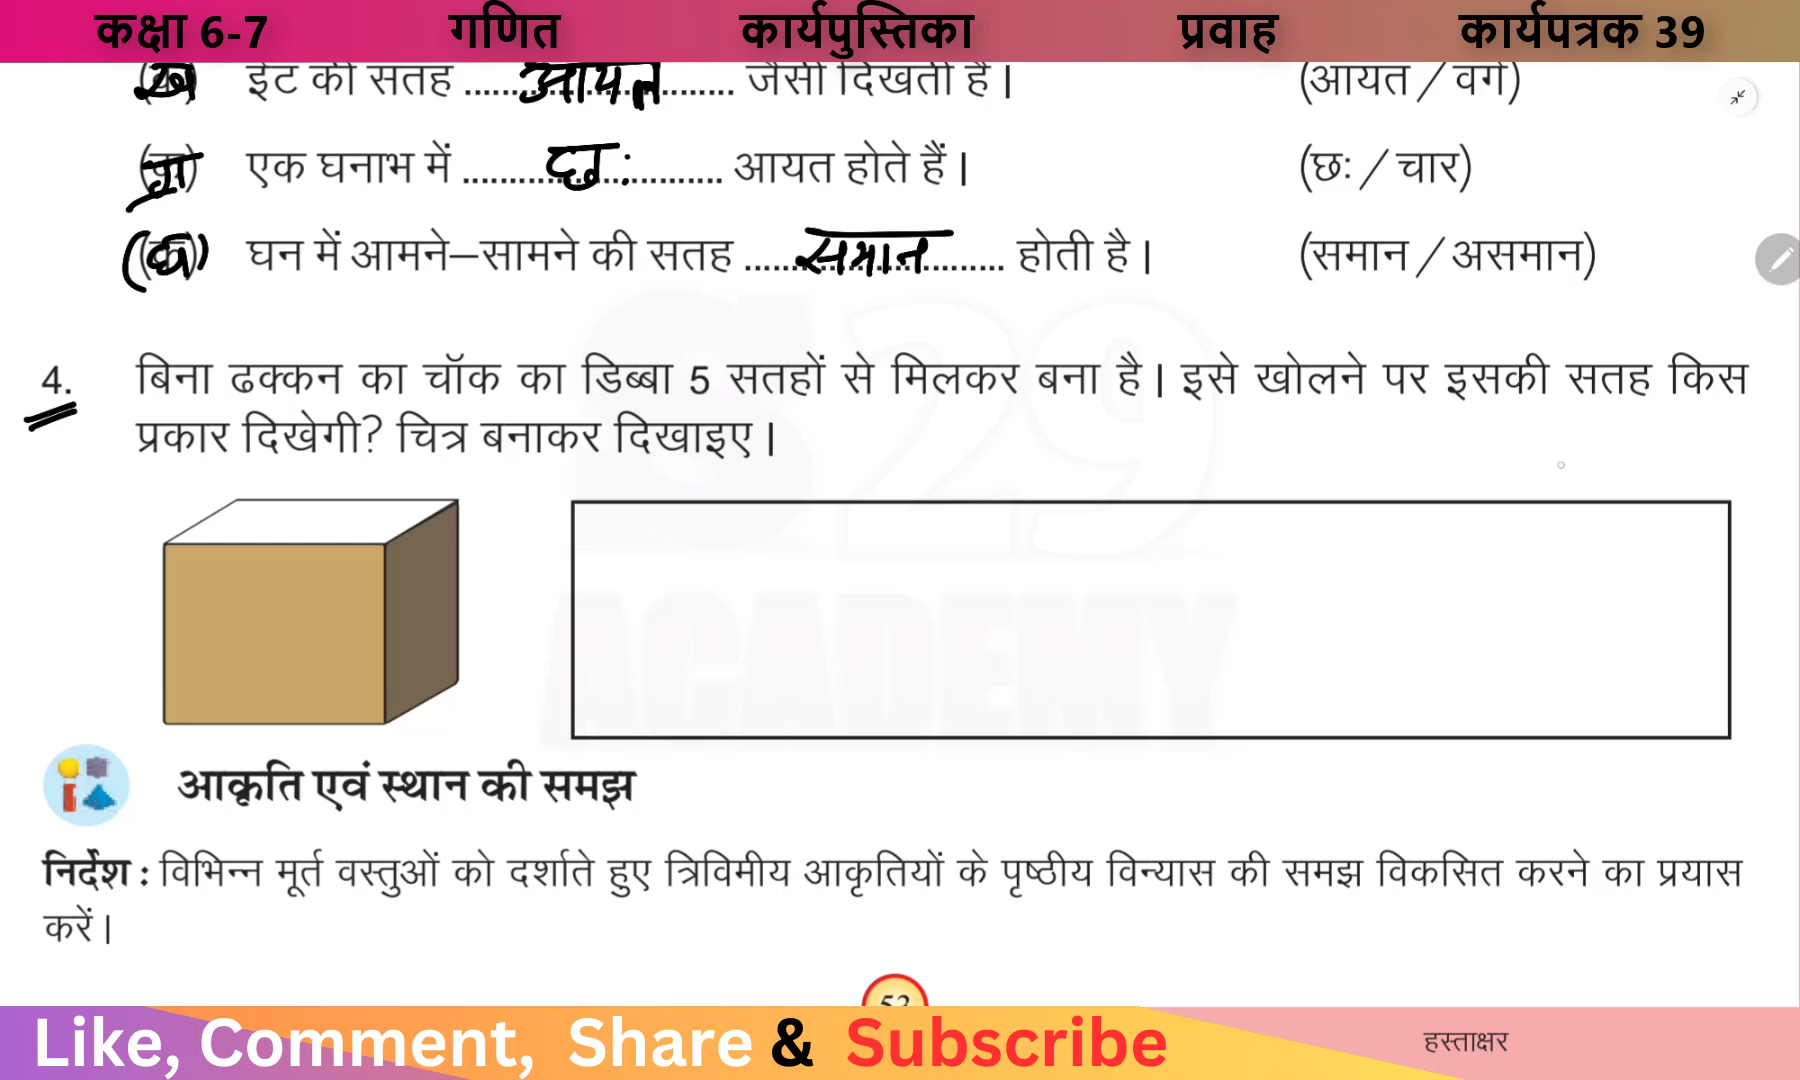 कक्षा 6-7 गणित कार्यपुस्तिका प्रवाह कार्यपत्रक 39
(ख) ईंट की सतह ..... आयत ..... जैसी दिखती है। (आयत / वर्ग)
(ग) एक घनाभ में ..... छः ..... आयत होते हैं। (छः / चार)
(घ) घन में आमने–सामने की सतह ..... समान ..... होती है। (समान / असमान)
4. बिना ढक्कन का चॉक का डिब्बा 5 सतहों से मिलकर बना है। इसे खोलने पर इसकी सतह किस
प्रकार दिखेगी? चित्र बनाकर दिखाइए।
S29
ACADEMY
आकृति एवं स्थान की समझ
निर्देश : विभिन्न मूर्त वस्तुओं को दर्शाते हुए त्रिविमीय आकृतियों के पृष्ठीय विन्यास की समझ विकसित करने का प्रयास
करें।
Like, Comment, Share & Subscribe
हस्ताक्षर